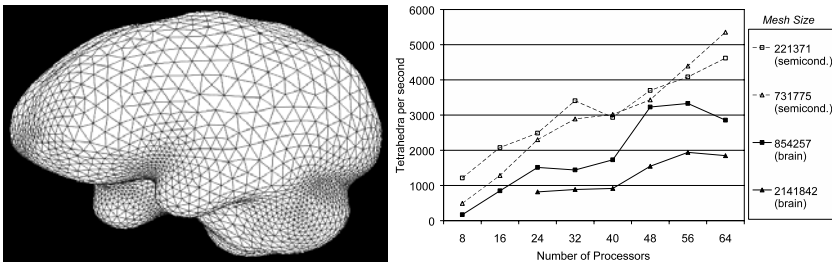 6000
5000
4000
3000
2000
1000
0
Tetrahedra per second
8 16 24 32 40 48 56 64
Number of Processors
Mesh Size
221371
(semicond.)
731775
(semicond.)
854257
(brain)
2141842
(brain)